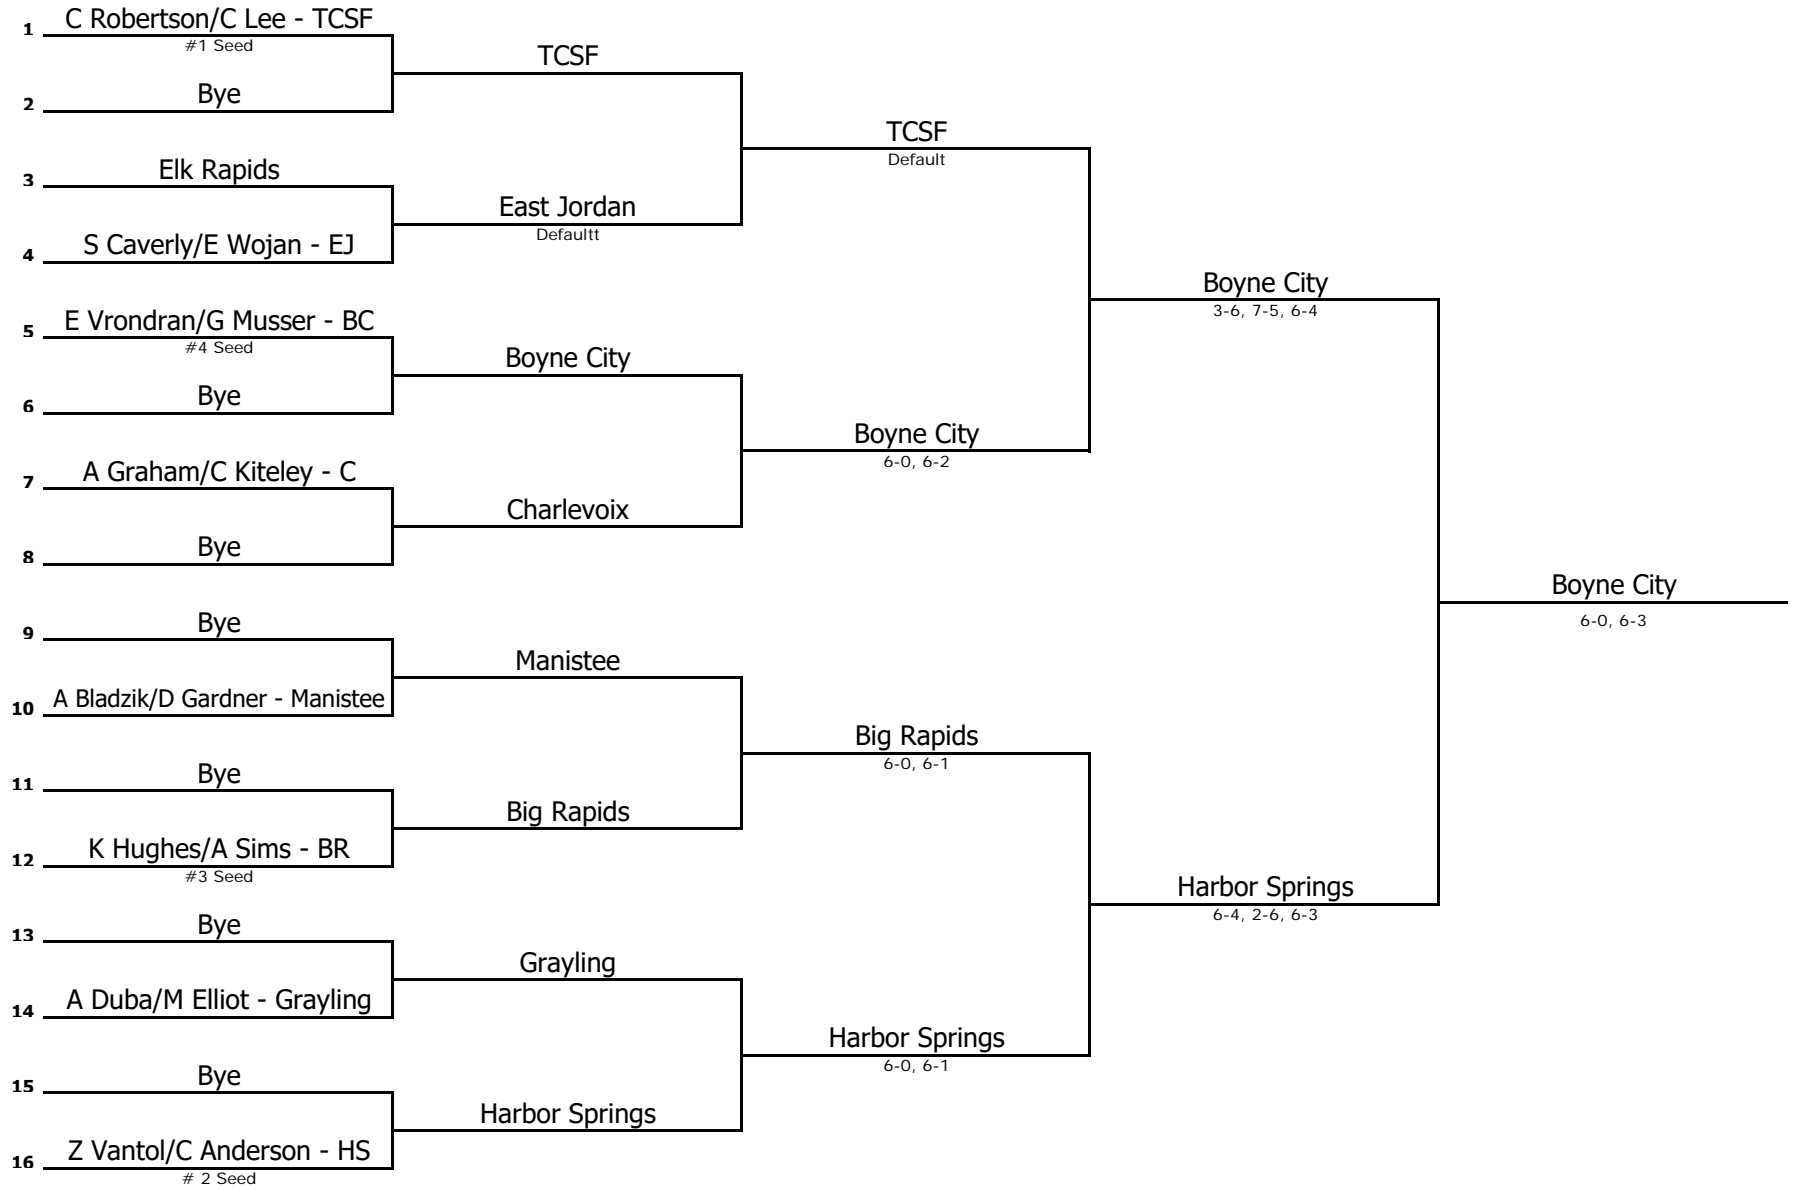 1 C Robertson/C Lee - TCSF
#1 Seed
TCSF
2 Bye
TCSF
Default
3 Elk Rapids
East Jordan
Defaultt
4 S Caverly/E Wojan - EJ
Boyne City
3-6, 7-5, 6-4
5 E Vrondran/G Musser - BC
#4 Seed
Boyne City
6 Bye
Boyne City
6-0, 6-2
7 A Graham/C Kiteley - C
Charlevoix
8 Bye
Boyne City
6-0, 6-3
9 Bye
Manistee
10 A Bladzik/D Gardner - Manistee
Big Rapids
6-0, 6-1
11 Bye
Big Rapids
12 K Hughes/A Sims - BR
#3 Seed
Harbor Springs
6-4, 2-6, 6-3
13 Bye
Grayling
14 A Duba/M Elliot - Grayling
Harbor Springs
6-0, 6-1
15 Bye
Harbor Springs
16 Z Vantol/C Anderson - HS
# 2 Seed